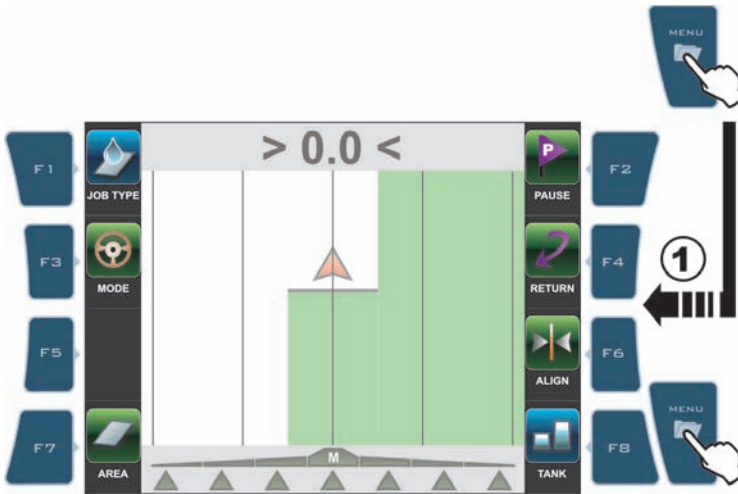 MENU
> 0.0 <
F1
JOB TYPE
PAUSE
F2
F3
MODE
RETURN
F4
1
F5
ALIGN
F6
MENU
F7
AREA
M
TANK
F8
P